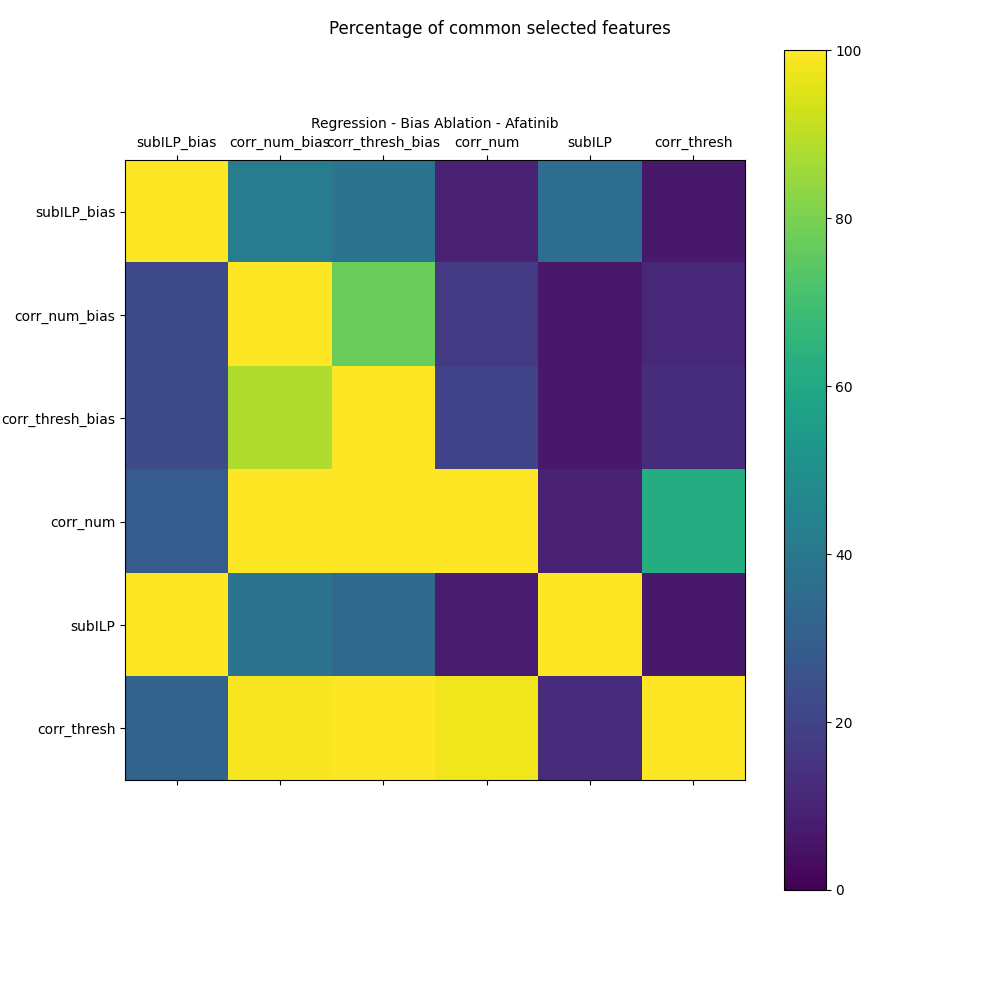 Percentage of common selected features
Regression - Bias Ablation - Afatinib
subILP_bias corr_num_bias corr_thresh_bias corr_num subILP corr_thresh
subILP_bias
corr_num_bias
corr_thresh_bias
corr_num
subILP
corr_thresh
100
80
60
40
20
0